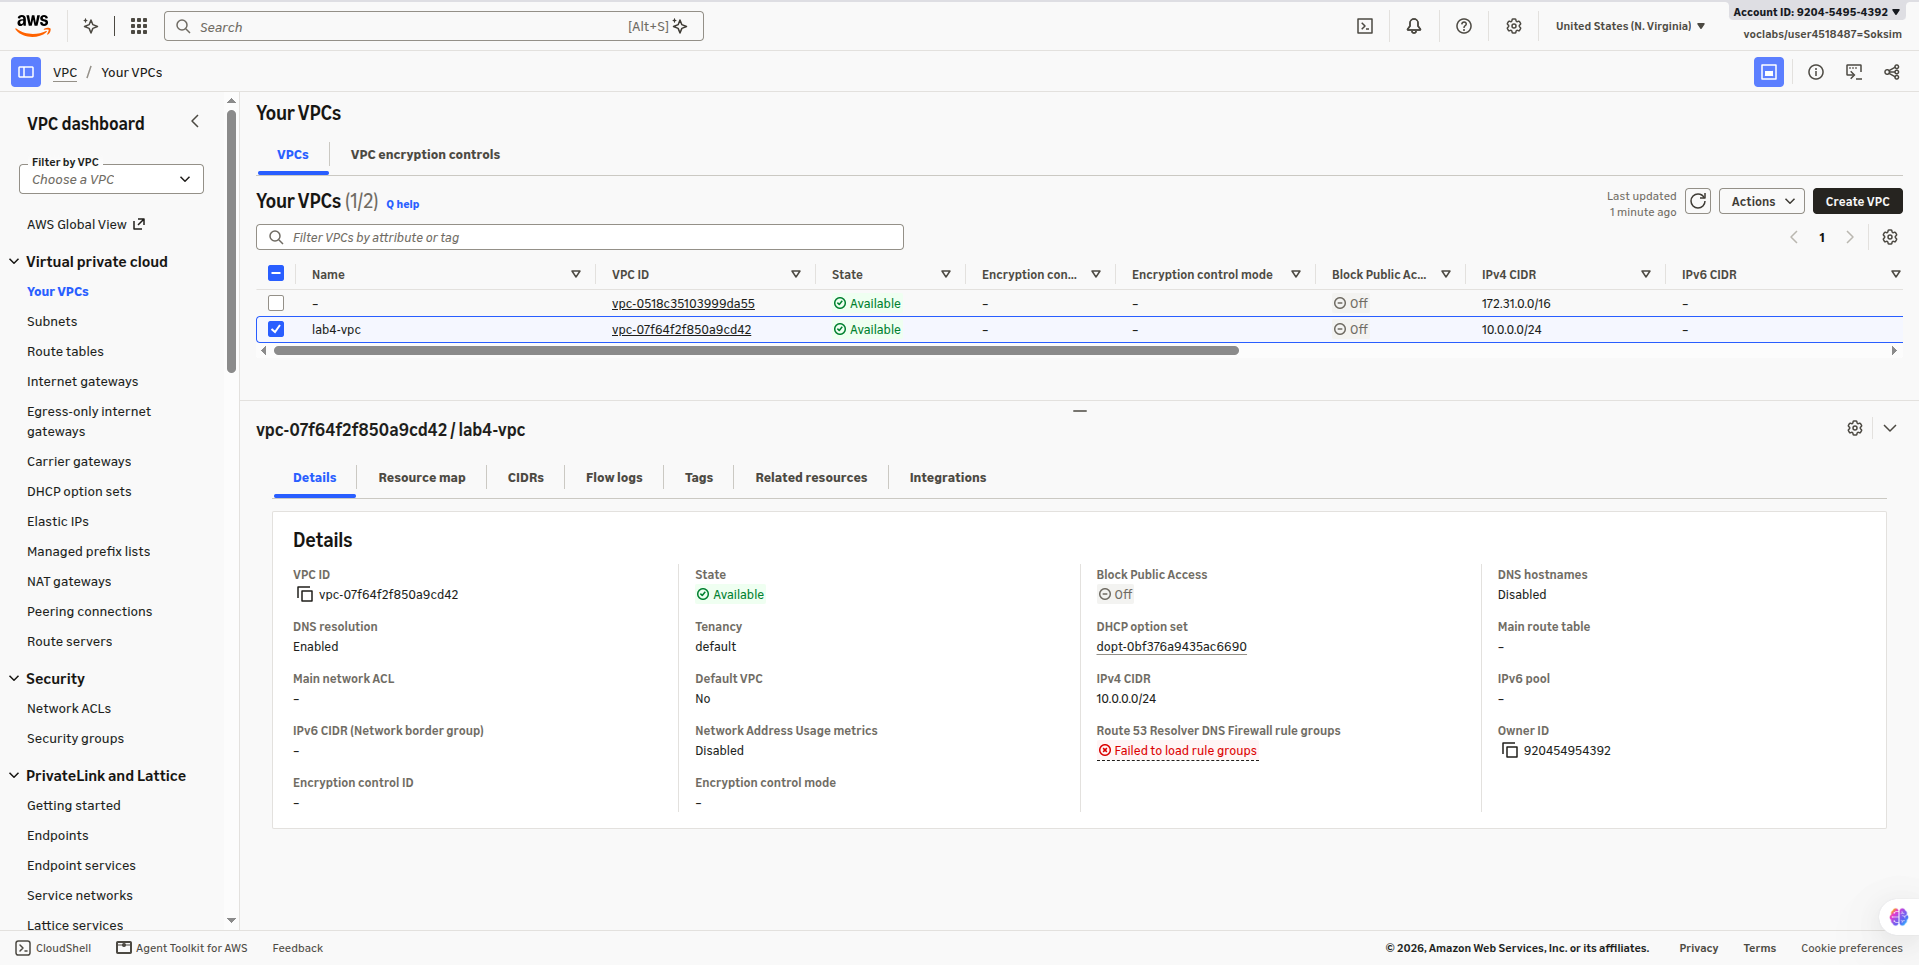 aws
Search
[Alt+S]
United States (N. Virginia)
Account ID: 9204-5495-4392
voclabs/user4518487=Soksim
VPC / Your VPCs
VPC dashboard
Filter by VPC
Choose a VPC
AWS Global View
Virtual private cloud
Your VPCs
Subnets
Route tables
Internet gateways
Egress-only internet
gateways
Carrier gateways
DHCP option sets
Elastic IPs
Managed prefix lists
NAT gateways
Peering connections
Route servers
Security
Network ACLs
Security groups
PrivateLink and Lattice
Getting started
Endpoints
Endpoint services
Service networks
Lattice services
Your VPCs
VPCs
VPC encryption controls
Your VPCs (1/2) Q help
Last updated
1 minute ago
Actions
Create VPC
Filter VPCs by attribute or tag
1
Name VPC ID State Encryption con... Encryption control mode Block Public Ac... IPv4 CIDR IPv6 CIDR
– vpc-0518c35103999da55 Available – – Off 172.31.0.0/16 –
lab4-vpc vpc-07f64f2f850a9cd42 Available – – Off 10.0.0.0/24 –
vpc-07f64f2f850a9cd42 / lab4-vpc
Details Resource map CIDRs Flow logs Tags Related resources Integrations
Details
VPC ID
vpc-07f64f2f850a9cd42
State
Available
Block Public Access
Off
DNS hostnames
Disabled
DNS resolution
Enabled
Tenancy
default
DHCP option set
dopt-0bf376a9435ac6690
Main route table
–
Main network ACL
–
Default VPC
No
IPv4 CIDR
10.0.0.0/24
IPv6 pool
–
IPv6 CIDR (Network border group)
–
Network Address Usage metrics
Disabled
Route 53 Resolver DNS Firewall rule groups
Failed to load rule groups
Owner ID
920454954392
Encryption control ID
–
Encryption control mode
–
CloudShell
Agent Toolkit for AWS
Feedback
© 2026, Amazon Web Services, Inc. or its affiliates.
Privacy
Terms
Cookie preferences